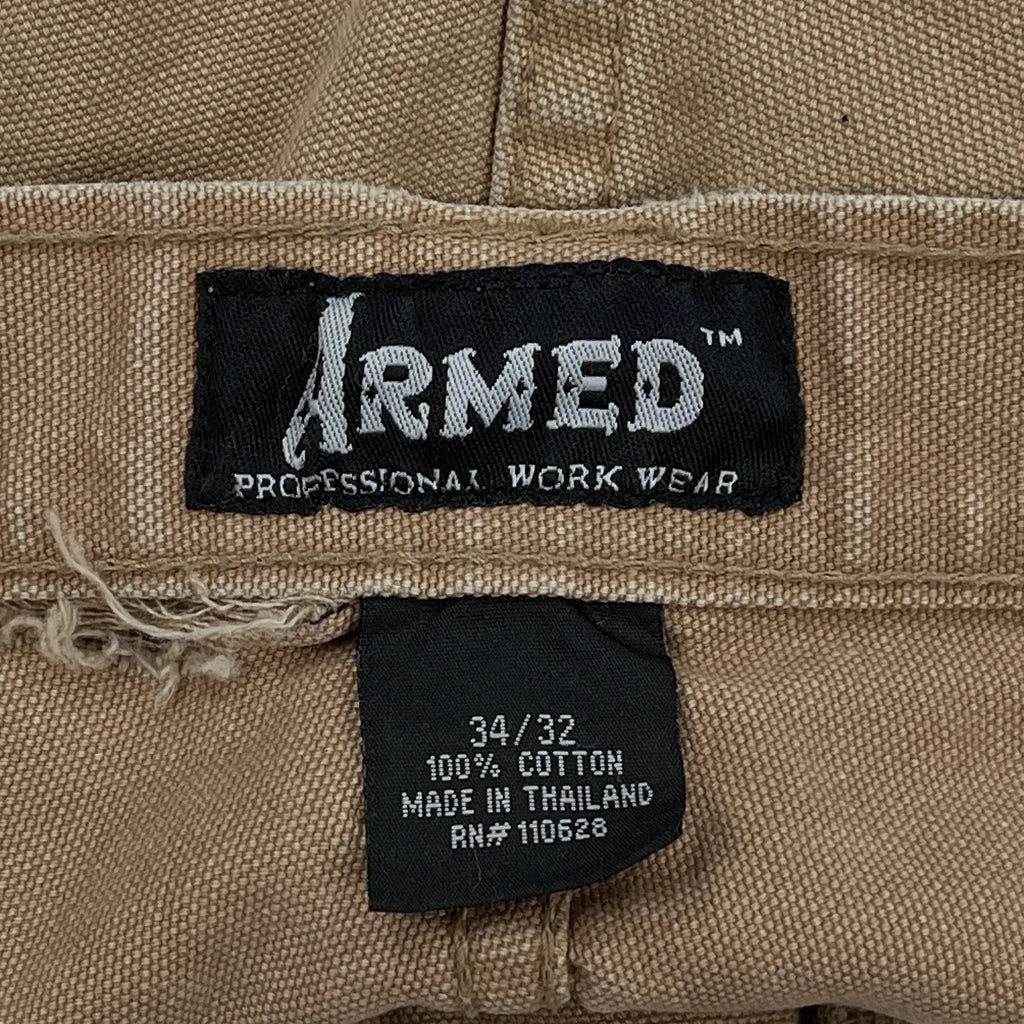 ARMED™
PROFESSIONAL WORK WEAR
34/32
100% COTTON
MADE IN THAILAND
RN# 110628